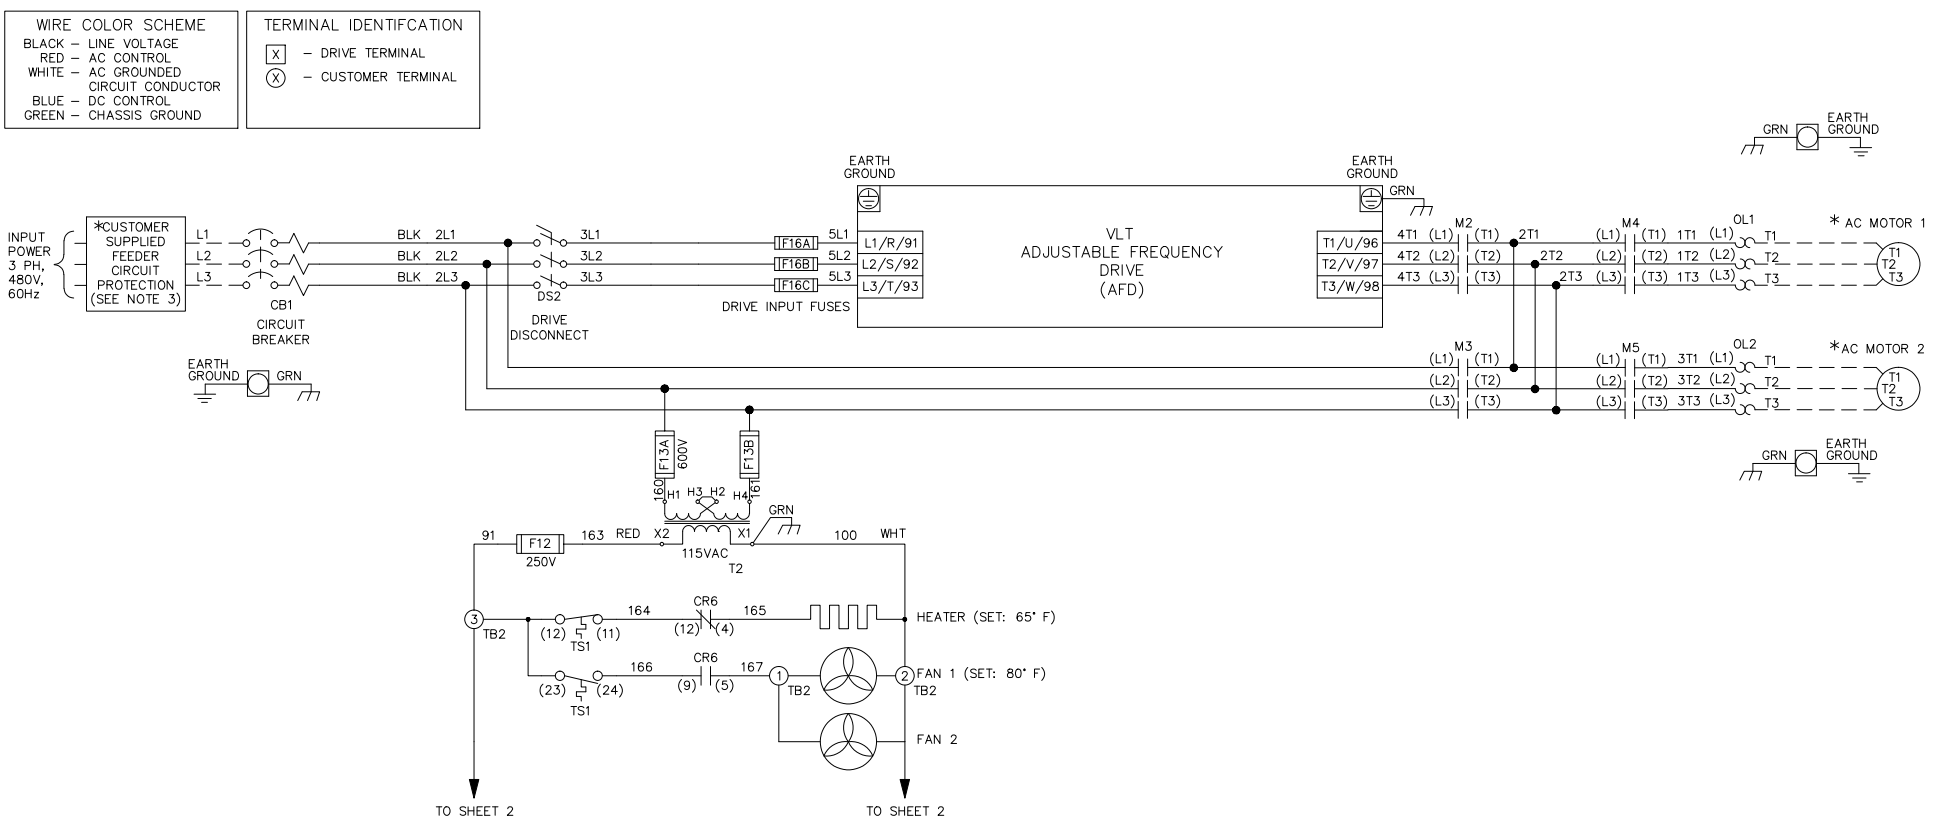 WIRE COLOR SCHEME
BLACK – LINE VOLTAGE
RED – AC CONTROL
WHITE – AC GROUNDED
CIRCUIT CONDUCTOR
BLUE – DC CONTROL
GREEN – CHASSIS GROUND
TERMINAL IDENTIFCATION
X – DRIVE TERMINAL
X – CUSTOMER TERMINAL
GRN
EARTH
GROUND
INPUT
POWER
3 PH,
480V,
60Hz
*CUSTOMER
SUPPLIED
FEEDER
CIRCUIT
PROTECTION
(SEE NOTE 3)
L1
L2
L3
CB1
CIRCUIT
BREAKER
BLK 2L1
BLK 2L2
BLK 2L3
3L1
3L2
3L3
DS2
DRIVE
DISCONNECT
F16A
F16B
F16C
DRIVE INPUT FUSES
5L1
5L2
5L3
EARTH
GROUND
L1/R/91
L2/S/92
L3/T/93
VLT
ADJUSTABLE FREQUENCY
DRIVE
(AFD)
EARTH
GROUND
GRN
T1/U/96
T2/V/97
T3/W/98
4T1 (L1) M2 (T1) 2T1 (L1) M4 (T1) 1T1 (L1) OL1 T1
4T2 (L2) (T2) 2T2 (L2) (T2) 1T2 (L2) T2
4T3 (L3) (T3) 2T3 (L3) (T3) 1T3 (L3) T3
* AC MOTOR 1
T1
T2
T3
EARTH
GROUND
GRN
(L1) M3 (T1) (L1) M5 (T1) 3T1 (L1) OL2 T1
(L2) (T2) (L2) (T2) 3T2 (L2) T2
(L3) (T3) (L3) (T3) 3T3 (L3) T3
*AC MOTOR 2
T1
T2
T3
GRN
EARTH
GROUND
F13A
600V
F13B
160
161
H1 H3 H2 H4
GRN
91 F12 163 RED X2 X1 100 WHT
250V
115VAC
T2
3
TB2
(12) (11)
TS1
164
CR6
(12) (4)
165
HEATER (SET: 65° F)
(23) (24)
TS1
166
CR6
(9) (5)
167
1
TB2
2
TB2
FAN 1 (SET: 80° F)
FAN 2
TO SHEET 2
TO SHEET 2